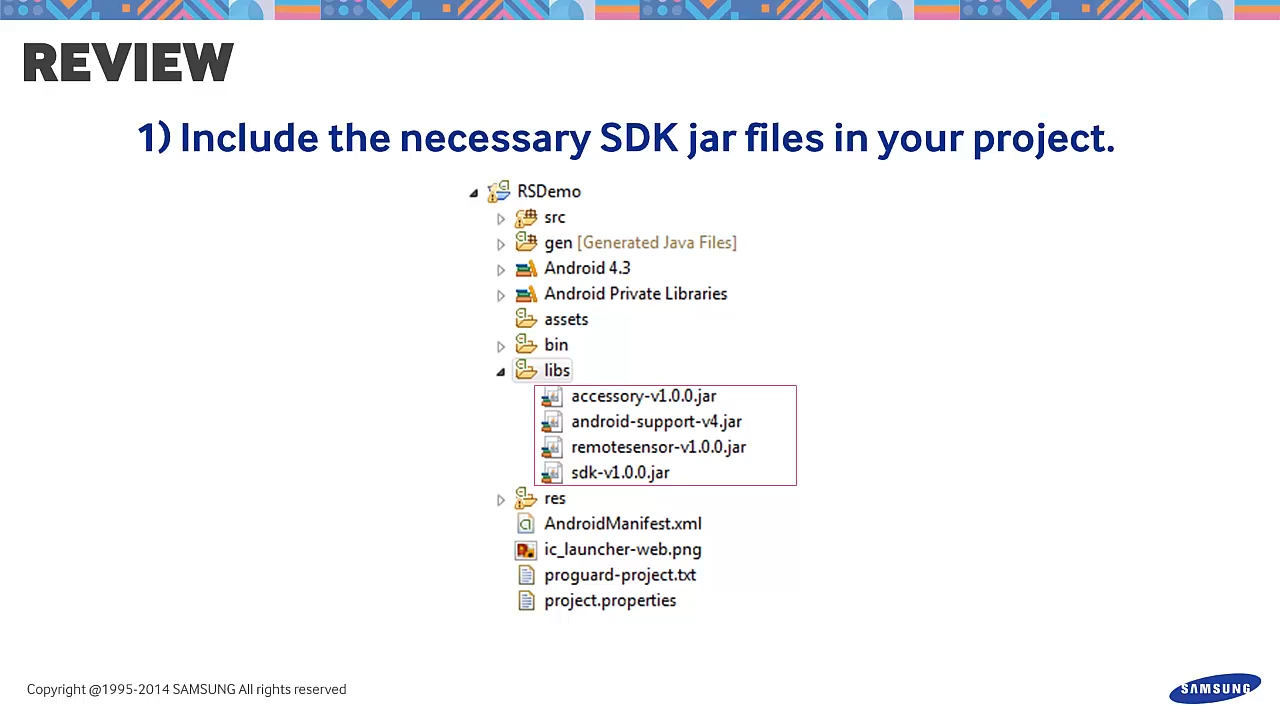 REVIEW
1) Include the necessary SDK jar files in your project.
RSDemo
src
gen [Generated Java Files]
Android 4.3
Android Private Libraries
assets
bin
libs
accessory-v1.0.0.jar
android-support-v4.jar
remotesensor-v1.0.0.jar
sdk-v1.0.0.jar
res
AndroidManifest.xml
ic_launcher-web.png
proguard-project.txt
project.properties
Copyright @1995-2014 SAMSUNG All rights reserved
SAMSUNG